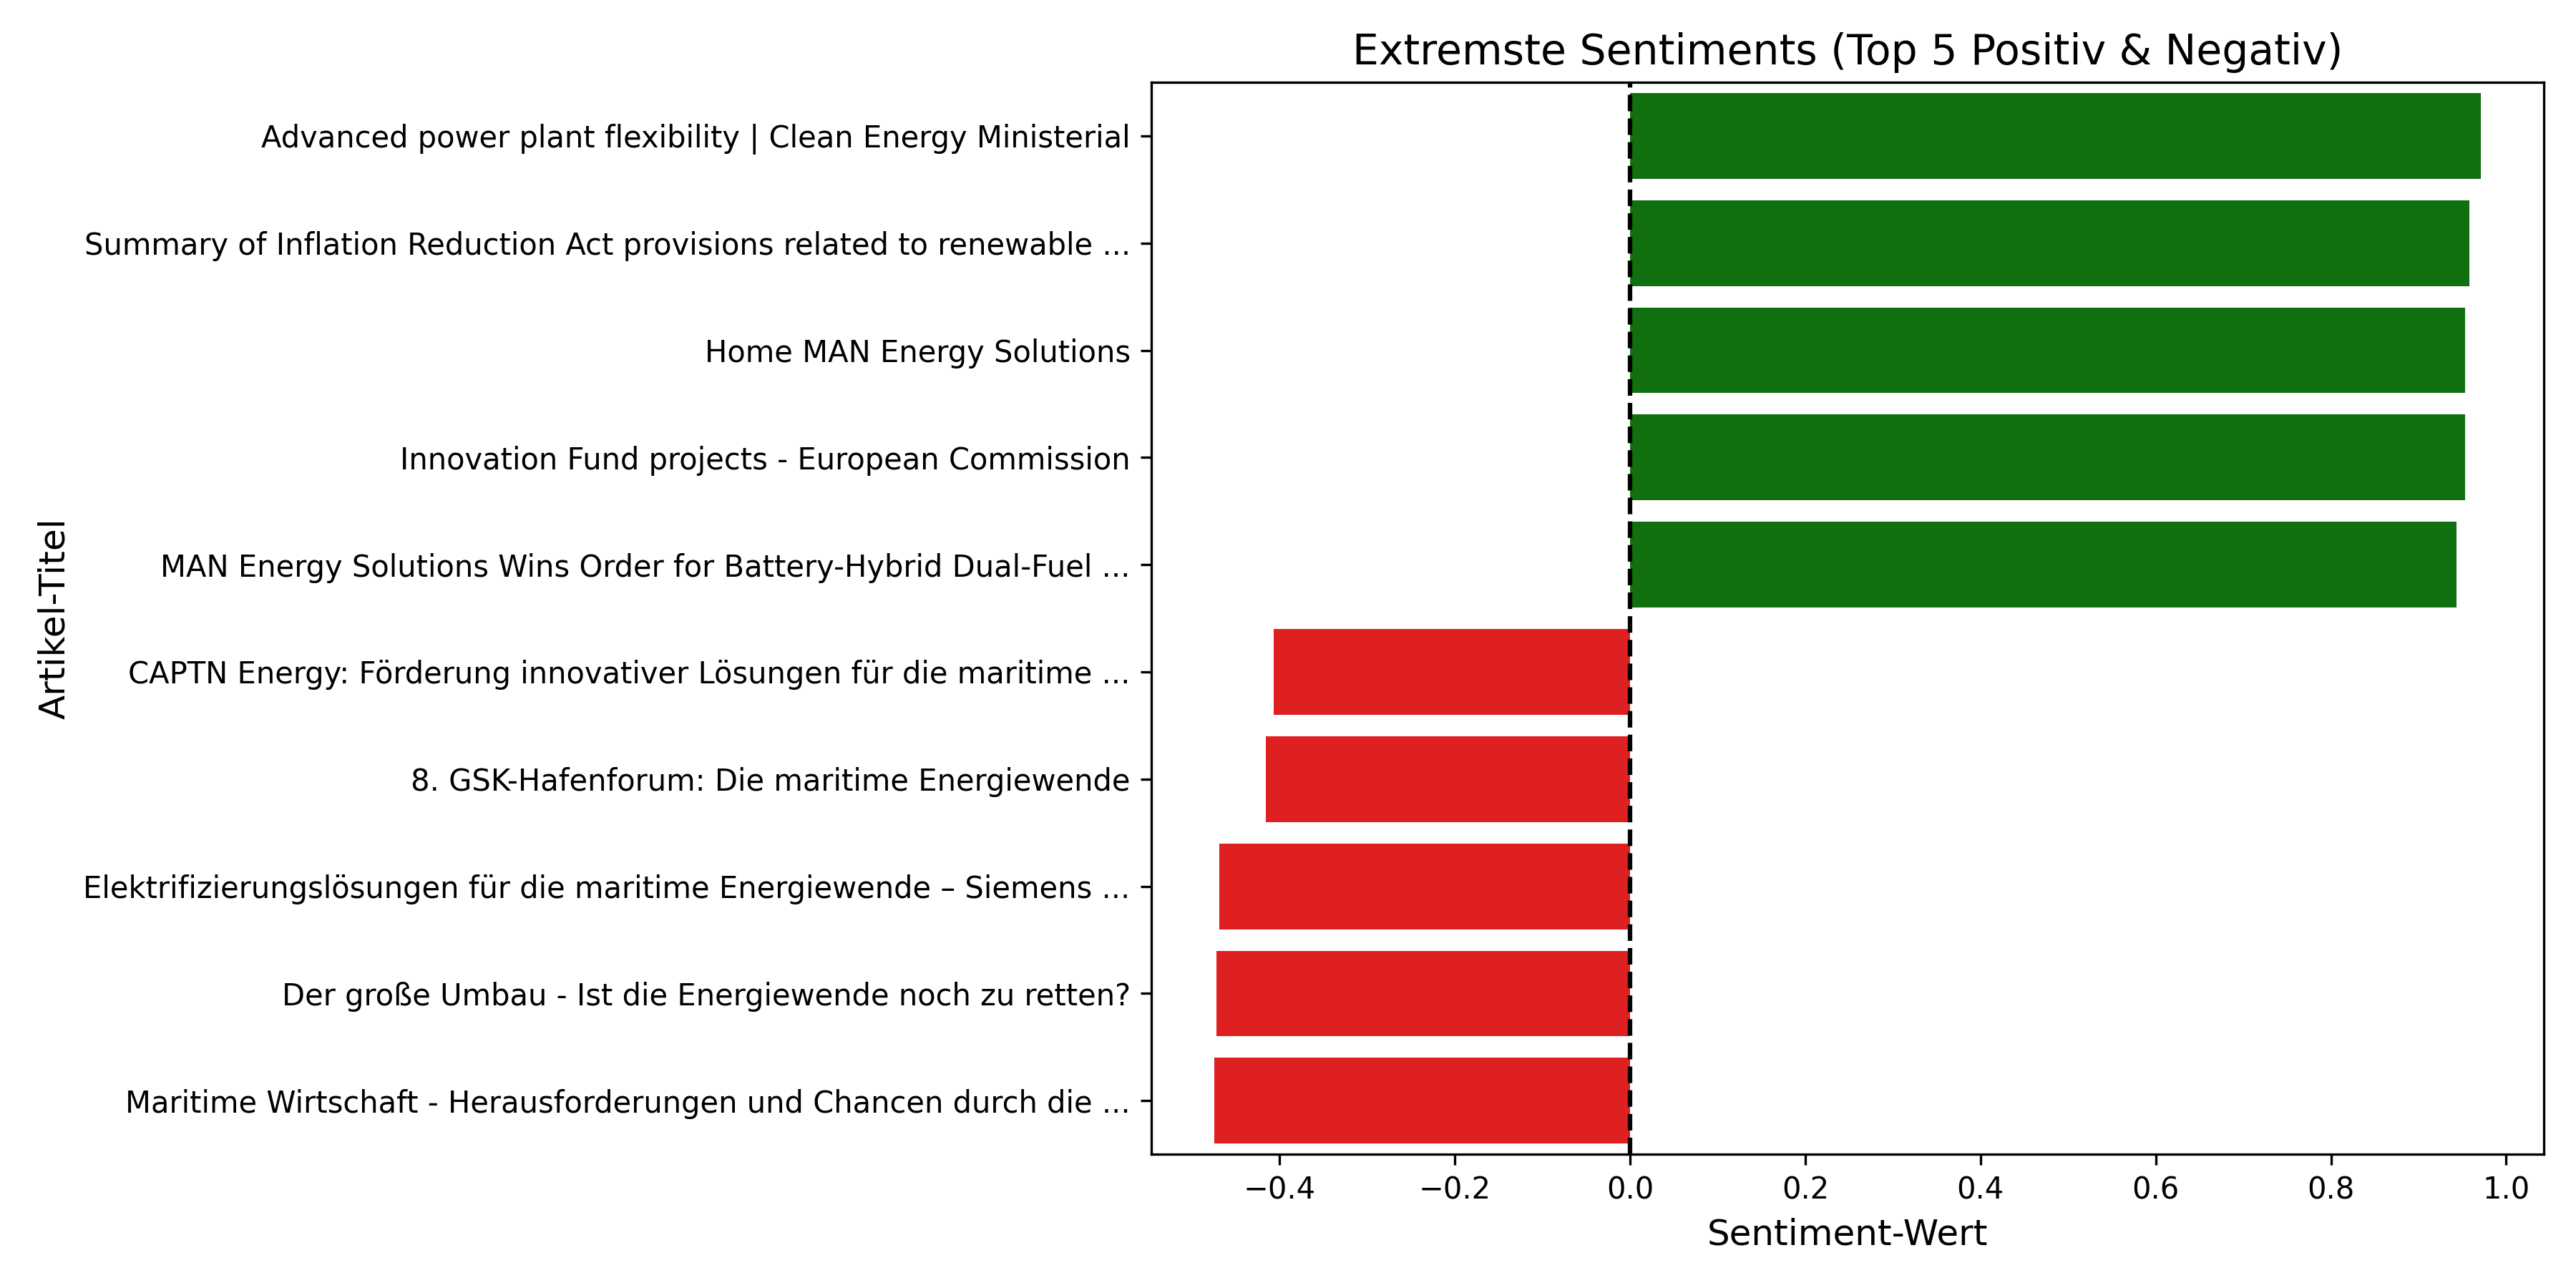 Extremste Sentiments (Top 5 Positiv & Negativ)
Artikel-Titel
Advanced power plant flexibility | Clean Energy Ministerial
Summary of Inflation Reduction Act provisions related to renewable ...
Home MAN Energy Solutions
Innovation Fund projects - European Commission
MAN Energy Solutions Wins Order for Battery-Hybrid Dual-Fuel ...
CAPTN Energy: Förderung innovativer Lösungen für die maritime ...
8. GSK-Hafenforum: Die maritime Energiewende
Elektrifizierungslösungen für die maritime Energiewende – Siemens ...
Der große Umbau - Ist die Energiewende noch zu retten?
Maritime Wirtschaft - Herausforderungen und Chancen durch die ...
−0.4 −0.2 0.0 0.2 0.4 0.6 0.8 1.0
Sentiment-Wert